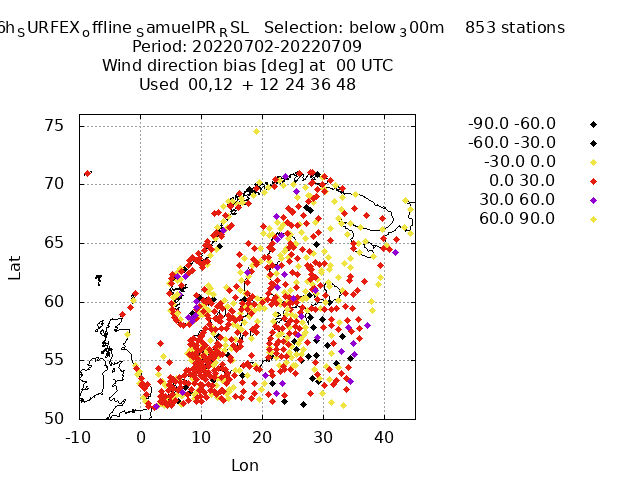 6h_SURFEX_offline_SamuelPR_RSL Selection: below_300m 853 stations
Period: 20220702-20220709
Wind direction bias [deg] at 00 UTC
Used 00,12 + 12 24 36 48
-90.0 -60.0
-60.0 -30.0
-30.0 0.0
0.0 30.0
30.0 60.0
60.0 90.0
75
70
65
60
55
50
Lat
-10 0 10 20 30 40
Lon